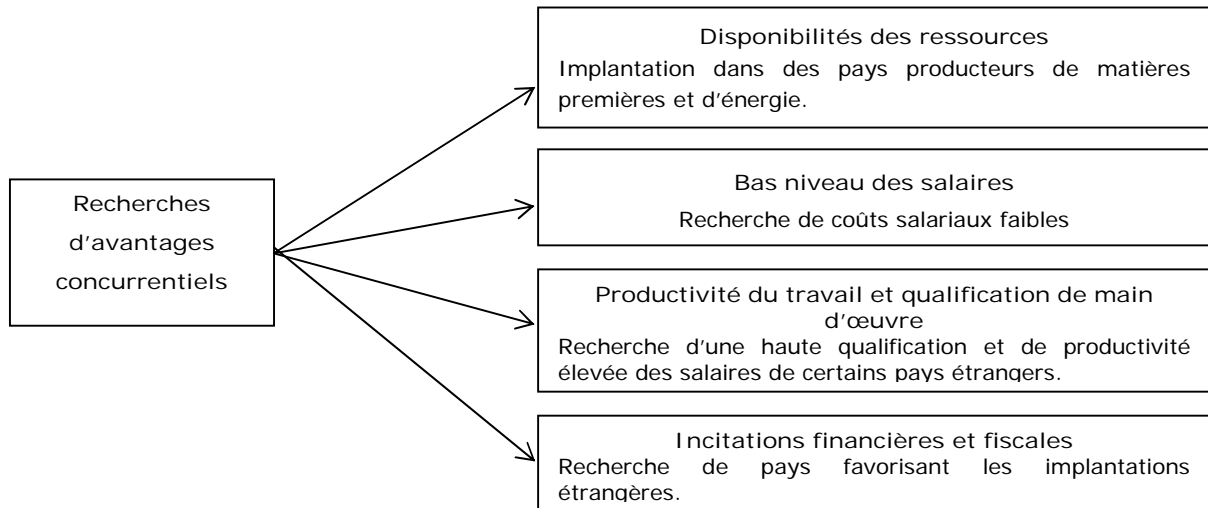 Recherches
d'avantages
concurrentiels
Disponibilités des ressources
Implantation dans des pays producteurs de matières
premières et d'énergie.
Bas niveau des salaires
Recherche de coûts salariaux faibles
Productivité du travail et qualification de main
d'œuvre
Recherche d'une haute qualification et de productivité
élevée des salaires de certains pays étrangers.
Incitations financières et fiscales
Recherche de pays favorisant les implantations
étrangères.